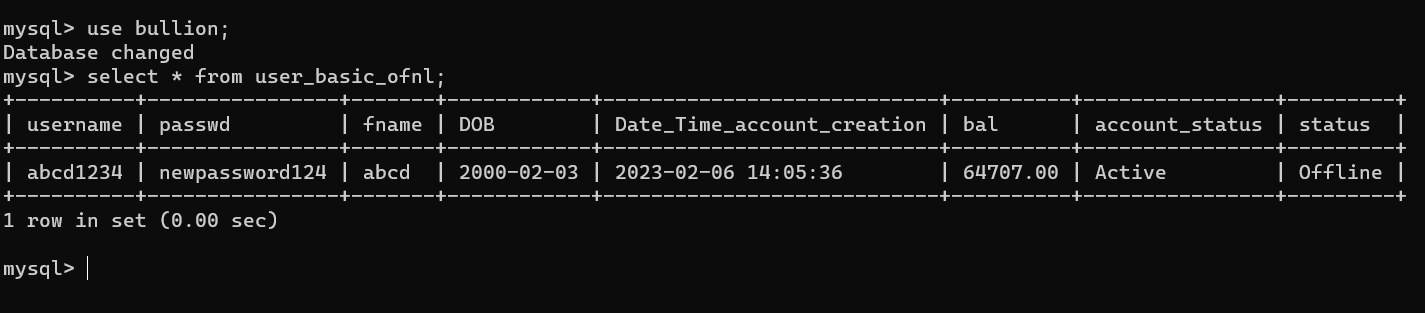 mysql> use bullion;
Database changed
mysql> select * from user_basic_ofnl;
+----------+----------------+-------+------------+----------------------------+----------+----------------+---------+
| username | passwd         | fname | DOB        | Date_Time_account_creation | bal      | account_status | status  |
+----------+----------------+-------+------------+----------------------------+----------+----------------+---------+
| abcd1234 | newpassword124 | abcd  | 2000-02-03 | 2023-02-06 14:05:36        | 64707.00 | Active         | Offline |
+----------+----------------+-------+------------+----------------------------+----------+----------------+---------+
1 row in set (0.00 sec)
mysql>